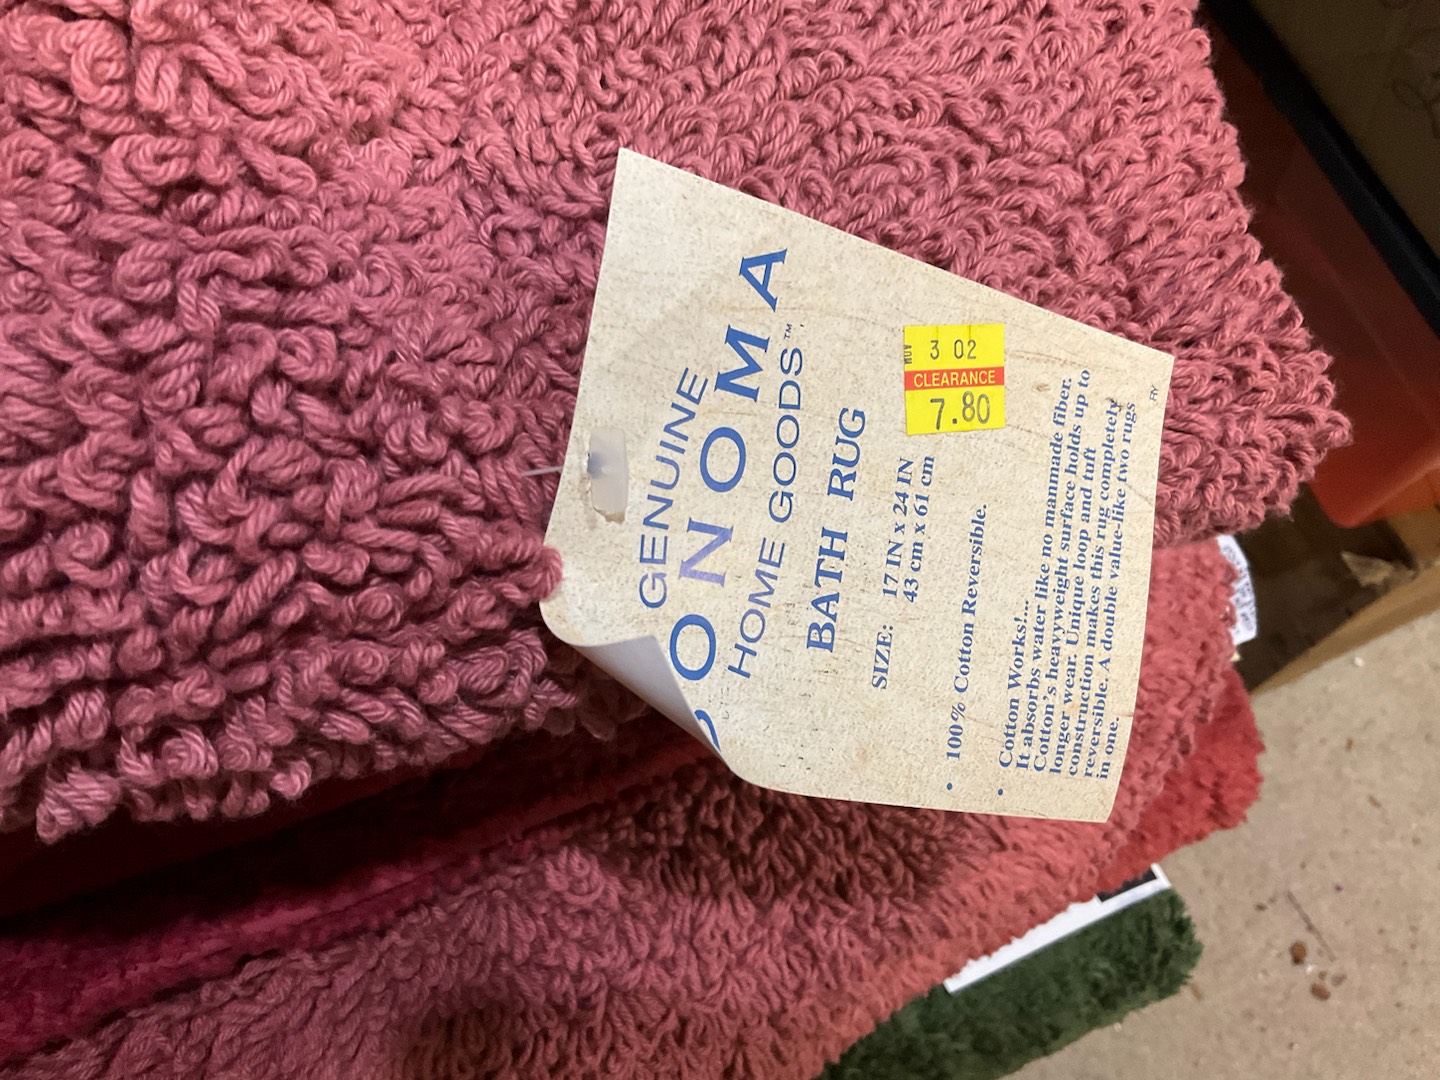 GENUINE
SONOMA
HOME GOODS™
BATH RUG
SIZE: 17 IN x 24 IN
43 cm x 61 cm
NOV 3 02
CLEARANCE
7.80
• 100% Cotton Reversible.
• Cotton Works!...
It absorbs water like no manmade fiber.
Cotton's heavyweight surface holds up to
longer wear. Unique loop and tuft
construction makes this rug completely
reversible. A double value-like two rugs
in one.
RY